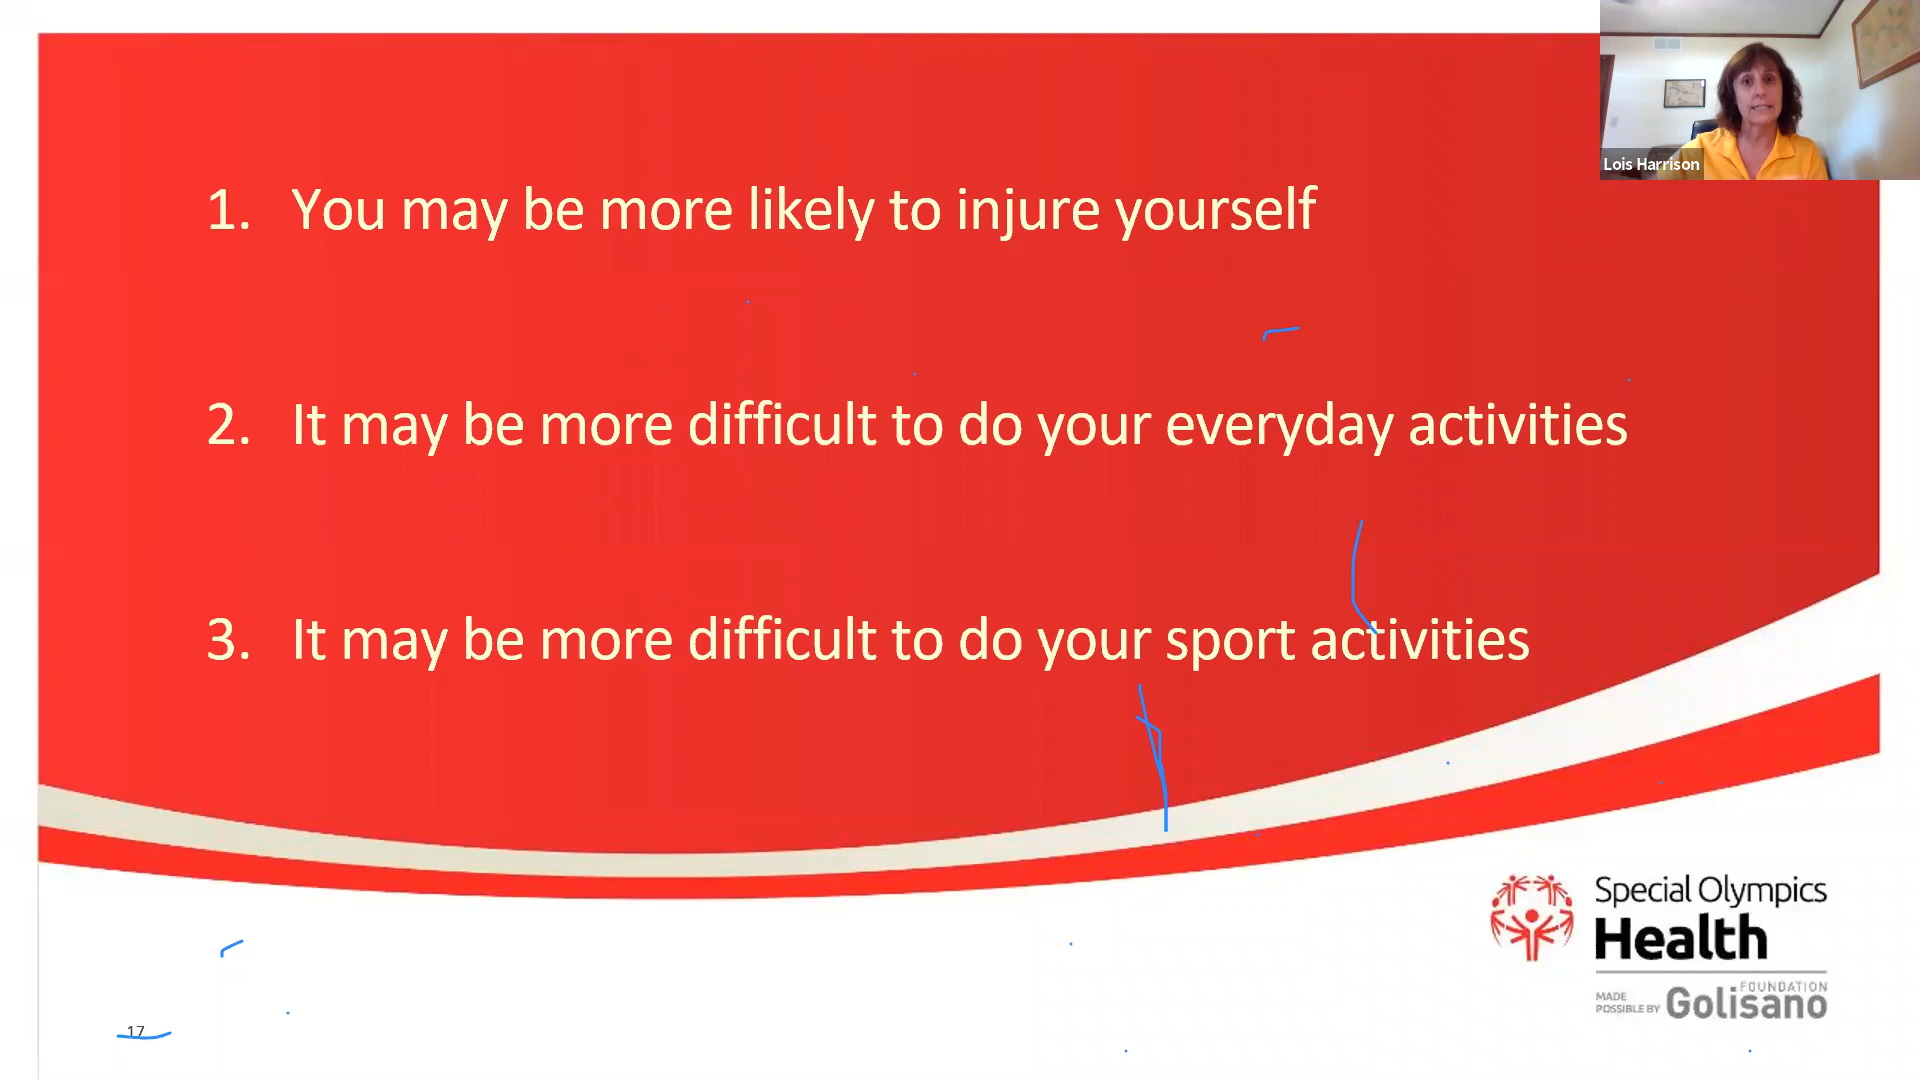 Lois Harrison
1. You may be more likely to injure yourself
2. It may be more difficult to do your everyday activities
3. It may be more difficult to do your sport activities
Special Olympics
Health
MADE
POSSIBLE BY
FOUNDATION
Golisano
17